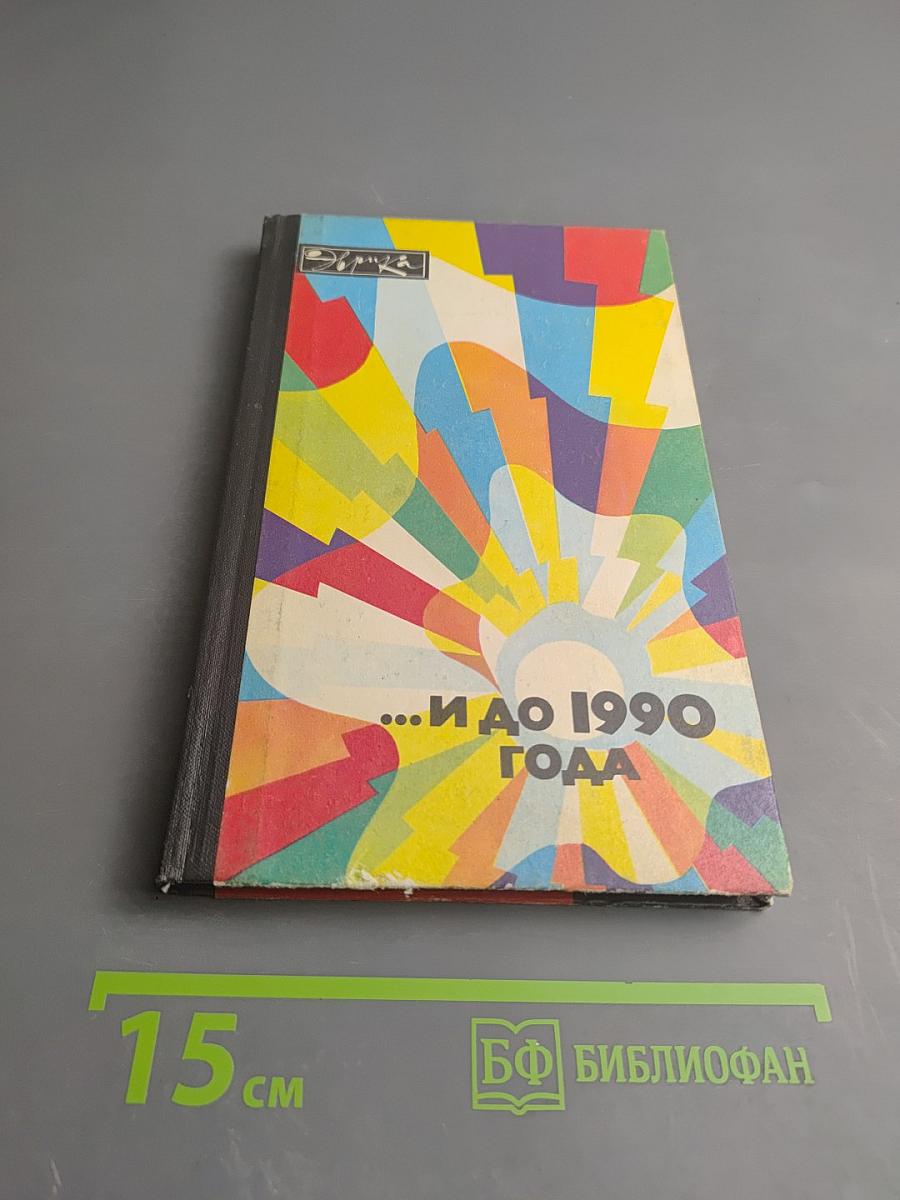 Эврика
...И ДО 1990
ГОДА
15 см
БФ БИБЛИОФАН